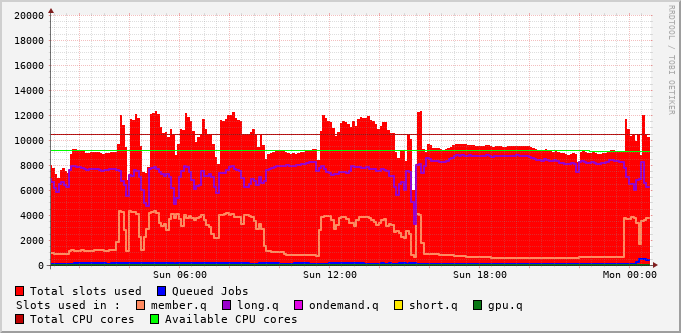 20000
18000
16000
14000
12000
10000
8000
6000
4000
2000
0
Sun 06:00 Sun 12:00 Sun 18:00 Mon 00:00
RRDTOOL / TOBI OETIKER
Total slots used Queued Jobs
Slots used in : member.q long.q ondemand.q short.q gpu.q
Total CPU cores Available CPU cores